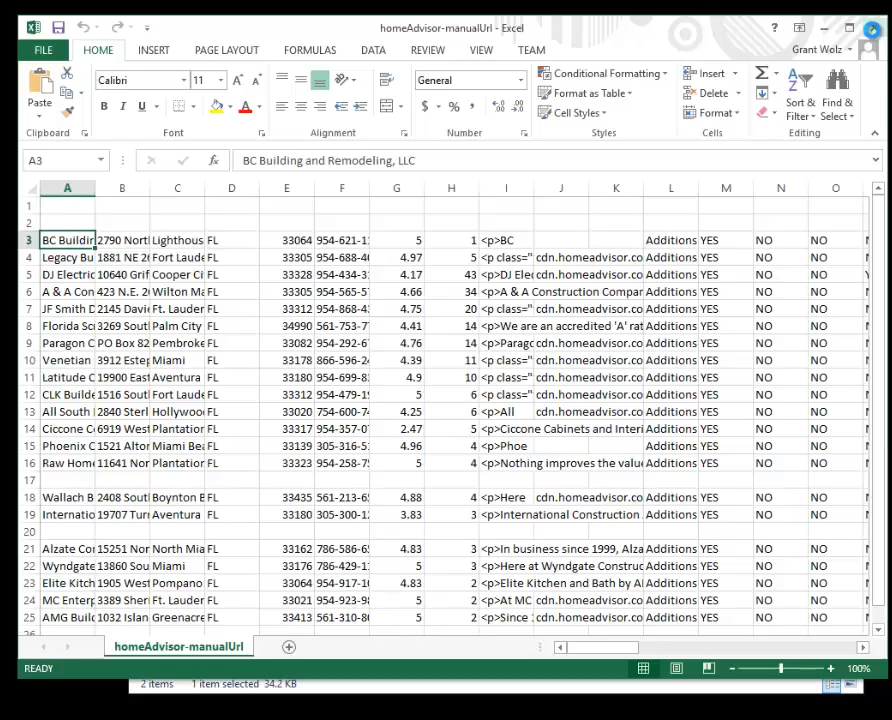 homeAdvisor-manualUrl - Excel
FILE HOME INSERT PAGE LAYOUT FORMULAS DATA REVIEW VIEW TEAM Grant Wolz
Paste Calibri 11 General Conditional Formatting Insert
Format as Table Delete Sort & Find &
Cell Styles Format Filter Select
Clipboard Font Alignment Number Styles Cells Editing
A3 fx BC Building and Remodeling, LLC
A B C D E F G H I J K L M N O
1
2
3 BC Buildin 2790 Nort Lighthous FL 33064 954-621-1 5 1 <p>BC Additions YES NO NO
4 Legacy Bu 1881 NE 2 Fort Laude FL 33305 954-688-4 4.97 5 <p class=" cdn.homeadvisor.co Additions YES NO NO
5 DJ Electric 10640 Grif Cooper Ci FL 33328 954-434-3 4.17 43 <p>DJ Elec cdn.homeadvisor.co Additions YES NO NO
6 A & A Con 423 N.E. 2 Wilton Ma FL 33305 954-565-5 4.66 34 <p>A & A Construction Compar Additions YES NO NO
7 JF Smith D 2145 Davie Ft. Lauder FL 33312 954-868-4 4.75 20 <p class=" cdn.homeadvisor.co Additions YES NO NO
8 Florida Sc 3269 Sout Palm City FL 34990 561-753-7 4.41 14 <p>We are an accredited 'A' rat Additions YES NO NO
9 Paragon C PO Box 82 Pembroke FL 33082 954-292-6 4.76 14 <p>Parago cdn.homeadvisor.co Additions YES NO NO
10 Venetian 3912 Estep Miami FL 33178 866-596-2 4.39 11 <p class=" cdn.homeadvisor.co Additions YES NO NO
11 Latitude C 19900 East Aventura FL 33180 954-699-8 4.9 10 <p class=" cdn.homeadvisor.co Additions YES NO NO
12 CLK Builde 1516 Sout Fort Laude FL 33312 954-479-1 5 6 <p class=" cdn.homeadvisor.co Additions YES NO NO
13 All South 2840 Sterl Hollywood FL 33020 754-600-7 4.25 6 <p>All cdn.homeadvisor.co Additions YES NO NO
14 Ciccone C 6919 West Plantation FL 33317 954-357-0 2.47 5 <p>Ciccone Cabinets and Interi Additions YES NO NO
15 Phoenix C 1521 Alton Miami Bea FL 33139 305-316-5 4.96 4 <p>Phoe Additions YES NO NO
16 Raw Home 11641 Nor Plantation FL 33323 954-258-7 5 4 <p>Nothing improves the value Additions YES NO NO
17
18 Wallach B 2408 Sout Boynton B FL 33435 561-213-6 4.88 4 <p>Here cdn.homeadvisor.co Additions YES NO NO
19 Internatio 19707 Turn Aventura FL 33180 305-300-1 3.83 3 <p>International Construction Additions YES NO NO
20
21 Alzate Cor 15251 Nor North Mia FL 33162 786-586-6 4.83 3 <p>In business since 1999, Alza Additions YES NO NO
22 Wyndgate 13860 Sou Miami FL 33176 786-429-1 5 3 <p>Here at Wyndgate Construc Additions YES NO NO
23 Elite Kitch 1905 West Pompano FL 33064 954-917-1 4.83 2 <p>Elite Kitchen and Bath by Al Additions YES NO NO
24 MC Enterp 3389 Sheri Ft. Lauder FL 33021 954-923-9 5 2 <p>At MC cdn.homeadvisor.co Additions YES NO NO
25 AMG Build 1032 Islan Greenacre FL 33413 561-310-8 5 2 <p>Since cdn.homeadvisor.co Additions YES NO NO
homeAdvisor-manualUrl
READY 100%
2 items 1 item selected 34.2 KB